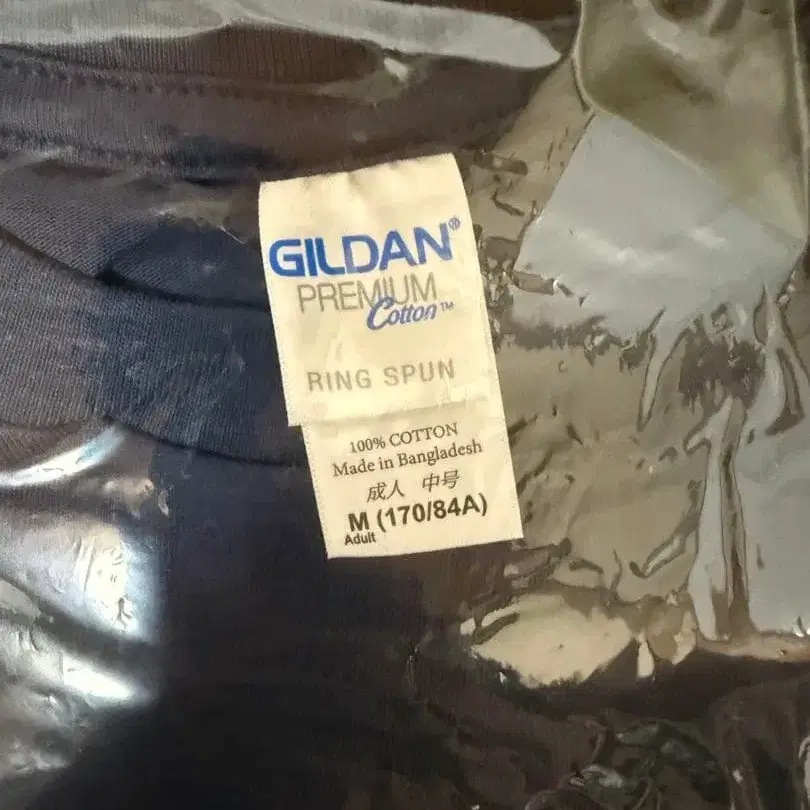 GILDAN®
PREMIUM
Cotton™
RING SPUN
100% COTTON
Made in Bangladesh
成人 中号
M (170/84A)
Adult